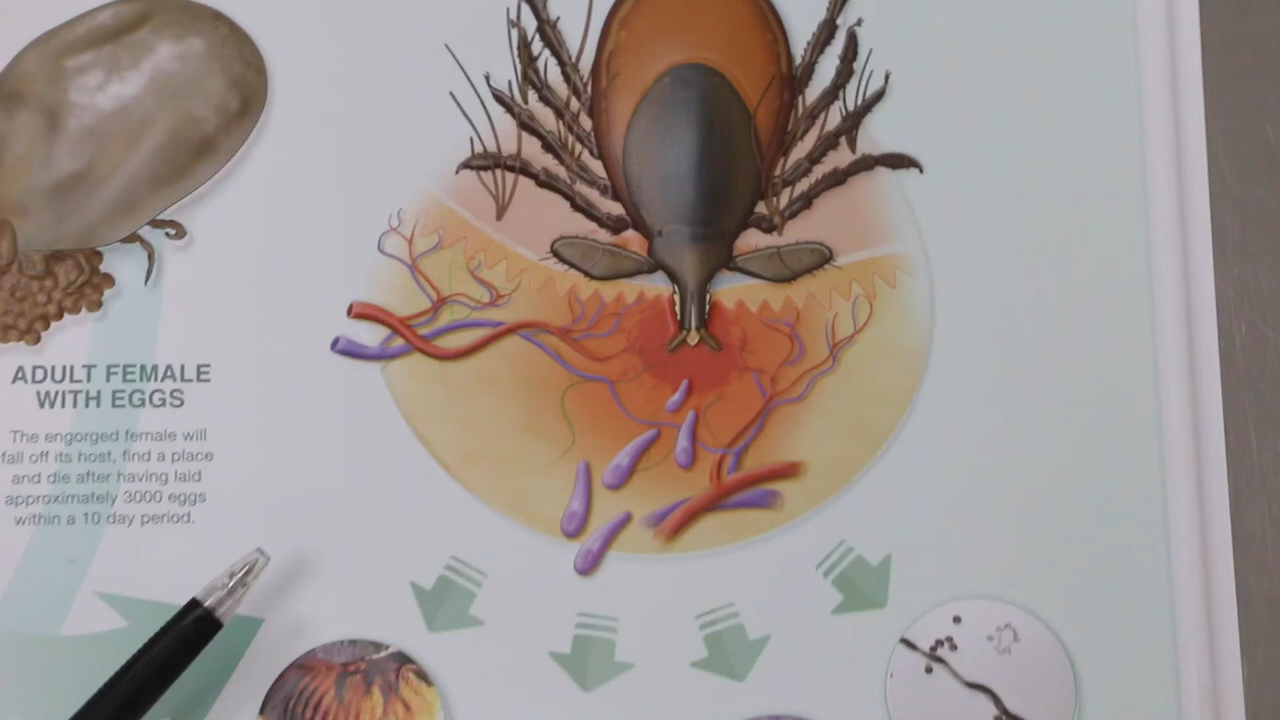 ADULT FEMALE
WITH EGGS
The engorged female will
fall off its host, find a place
and die after having laid
approximately 3000 eggs
within a 10 day period.